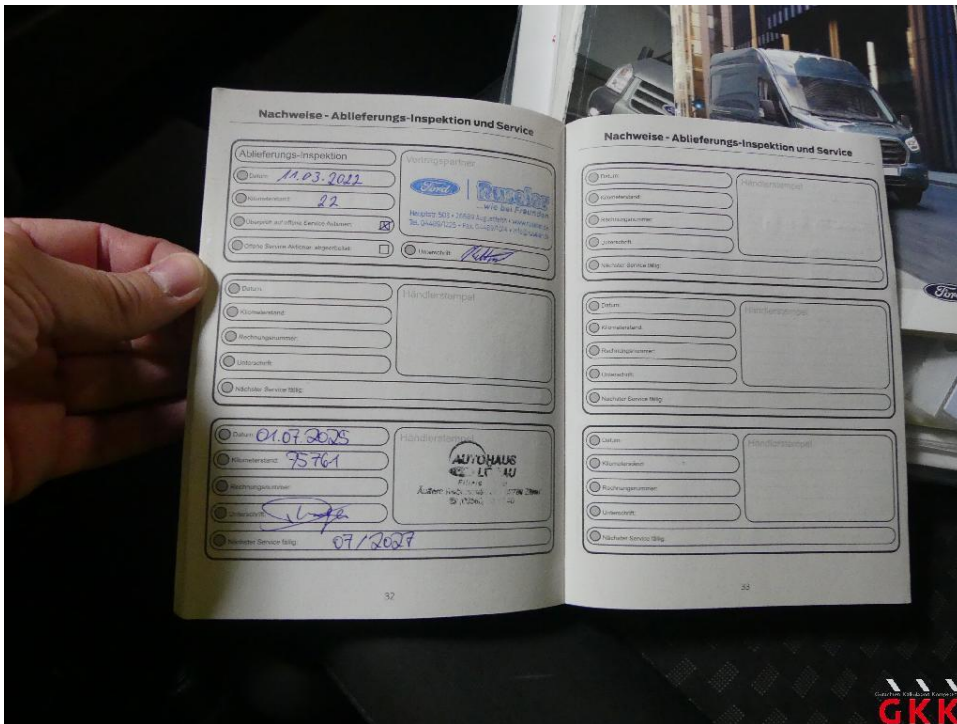 Nachweise - Ablieferungs-Inspektion und Service
Ablieferungs-Inspektion
Datum: 11.03.2022
Kilometerstand: 22
Überprüft auf offene Service Aktionen:
Offene Service Aktionen abgearbeitet:
Vertragspartner
Ford
...wie bei Freunden
Unterschrift:
Datum:
Kilometerstand:
Rechnungsnummer:
Unterschrift:
Nächster Service fällig:
Händlerstempel
Datum: 01.07.2025
Kilometerstand: 95761
Rechnungsnummer:
Unterschrift:
Nächster Service fällig: 07/2027
Händlerstempel
AUTOHAUS
32
Nachweise - Ablieferungs-Inspektion und Service
Datum:
Kilometerstand:
Rechnungsnummer:
Unterschrift:
Nächster Service fällig:
Händlerstempel
Datum:
Kilometerstand:
Rechnungsnummer:
Unterschrift:
Nächster Service fällig:
Händlerstempel
Datum:
Kilometerstand:
Rechnungsnummer:
Unterschrift:
Nächster Service fällig:
Händlerstempel
33
GKK